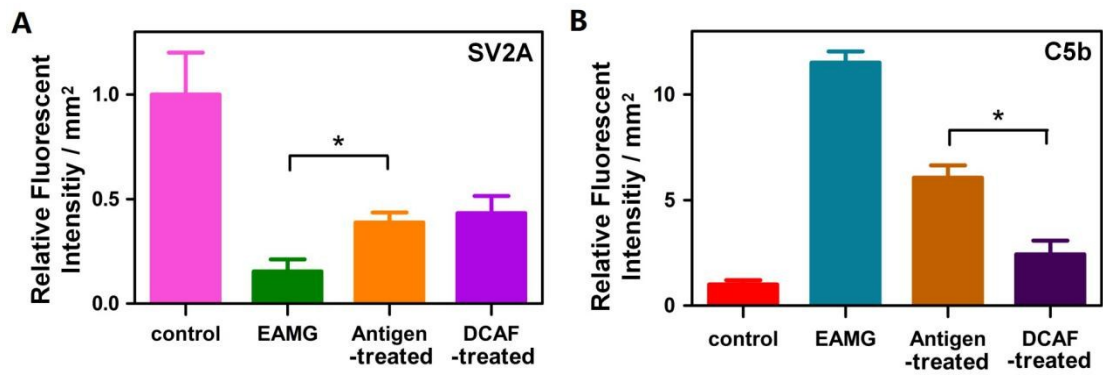 A
SV2A
Relative Fluorescent
Intensitiy / mm²
1.0
0.5
0.0
*
control
EAMG
Antigen
-treated
DCAF
-treated
B
C5b
Relative Fluorescent
Intensitiy / mm²
10
5
0
*
control
EAMG
Antigen
-treated
DCAF
-treated